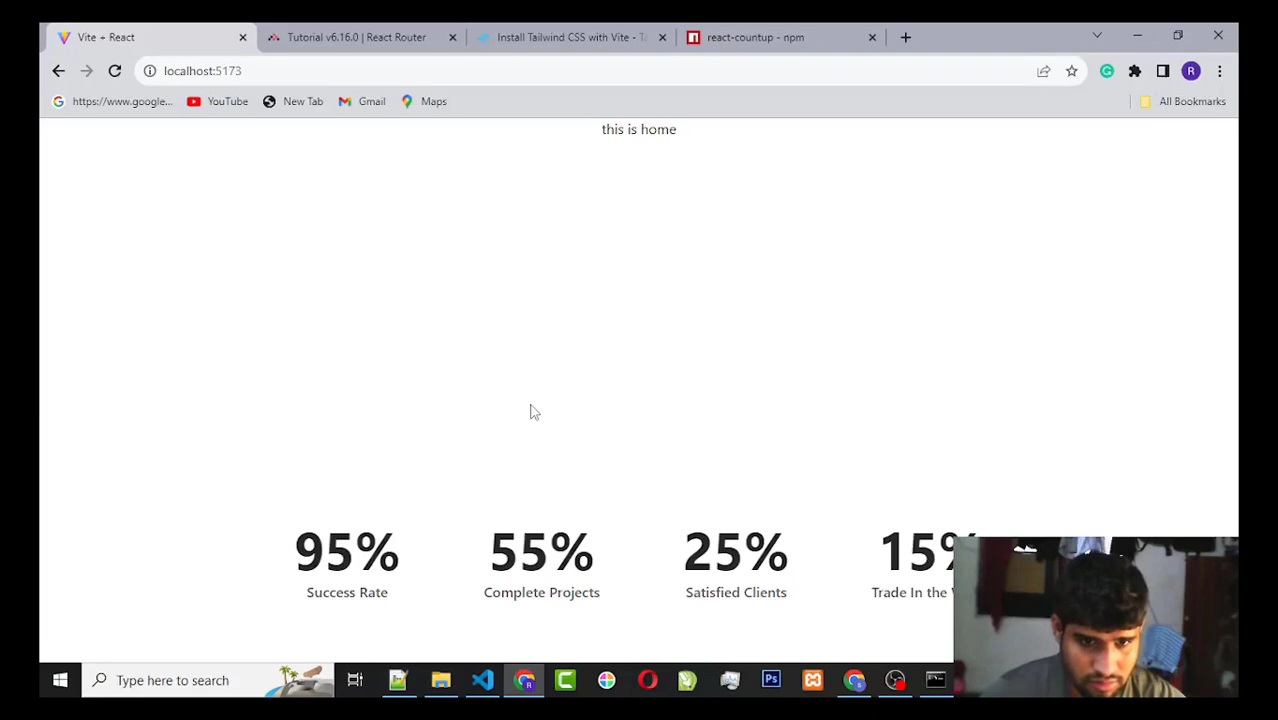 Vite + React
Tutorial v6.16.0 | React Router
Install Tailwind CSS with Vite - Ta
react-countup - npm
localhost:5173
R
https://www.google...
YouTube
New Tab
Gmail
Maps
All Bookmarks
this is home
95% 55% 25% 15%
Success Rate Complete Projects Satisfied Clients Trade In the
Type here to search